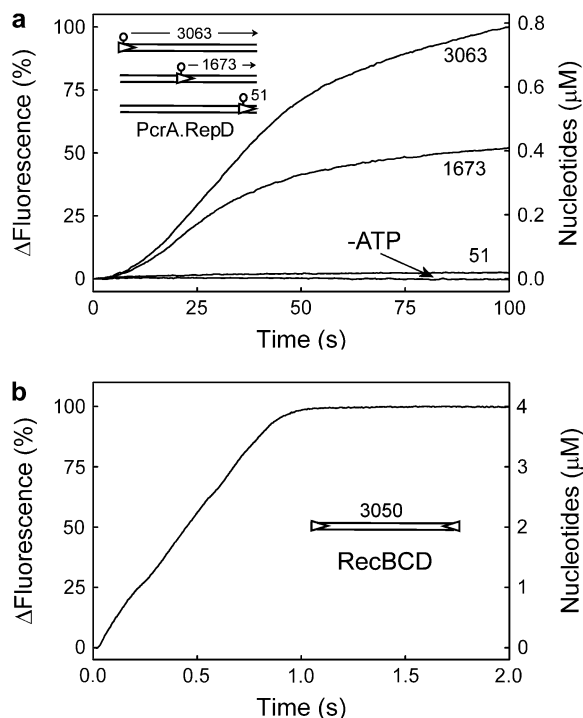 a
ΔFluorescence (%)
100
75
50
25
0
3063
1673
51
PcrA.RepD
3063
1673
-ATP
51
0.8
0.6
0.4
0.2
0.0
Nucleotides (μM)
0 25 50 75 100
Time (s)
b
ΔFluorescence (%)
100
75
50
25
0
3050
RecBCD
4
3
2
1
0
Nucleotides (μM)
0.0 0.5 1.0 1.5 2.0
Time (s)